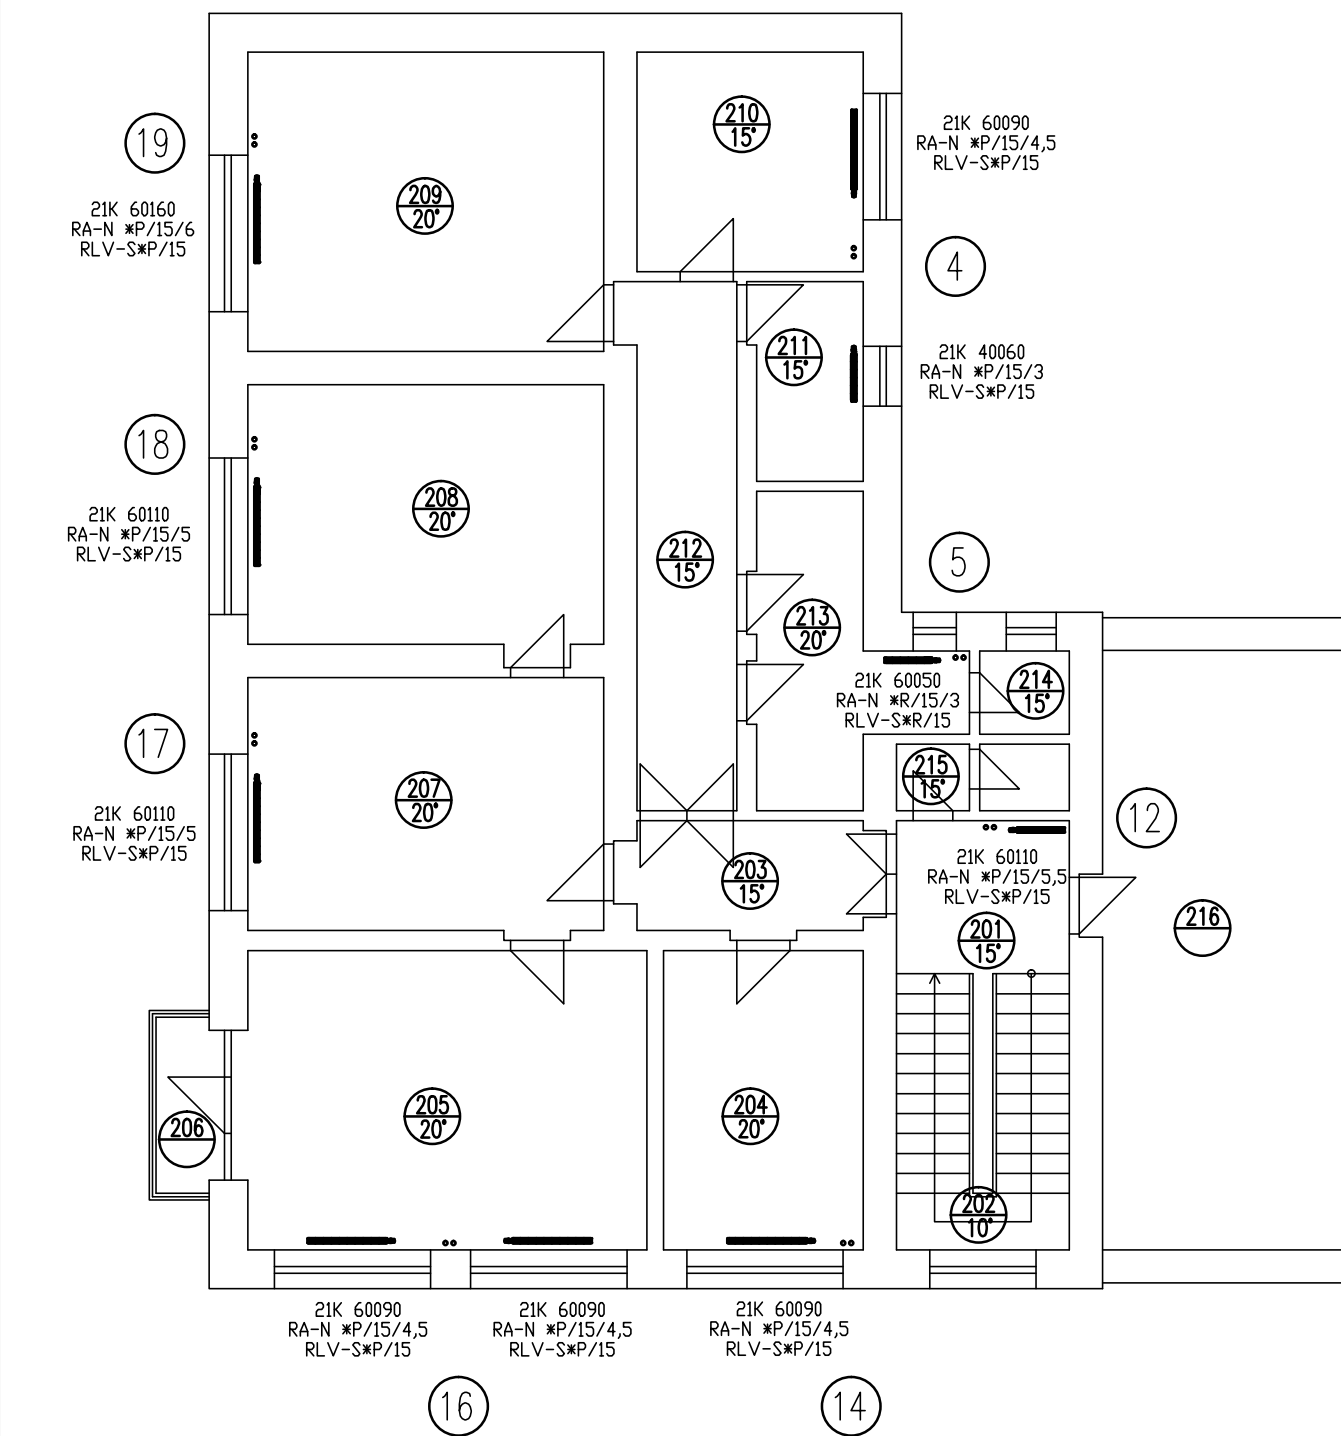 210
15°
21K 60090
RA-N *P/15/4,5
RLV-S*P/15
19
209
20°
21K 60160
RA-N *P/15/6
RLV-S*P/15
4
211
15°
21K 40060
RA-N *P/15/3
RLV-S*P/15
18
208
20°
21K 60110
RA-N *P/15/5
RLV-S*P/15
212
15°
5
213
20°
21K 60050
RA-N *R/15/3
RLV-S*R/15
214
15°
17
207
20°
215
15°
21K 60110
RA-N *P/15/5
RLV-S*P/15
12
203
15°
21K 60110
RA-N *P/15/5,5
RLV-S*P/15
201
15°
216
206
205
20°
204
20°
202
10°
21K 60090
RA-N *P/15/4,5
RLV-S*P/15
21K 60090
RA-N *P/15/4,5
RLV-S*P/15
21K 60090
RA-N *P/15/4,5
RLV-S*P/15
16
14